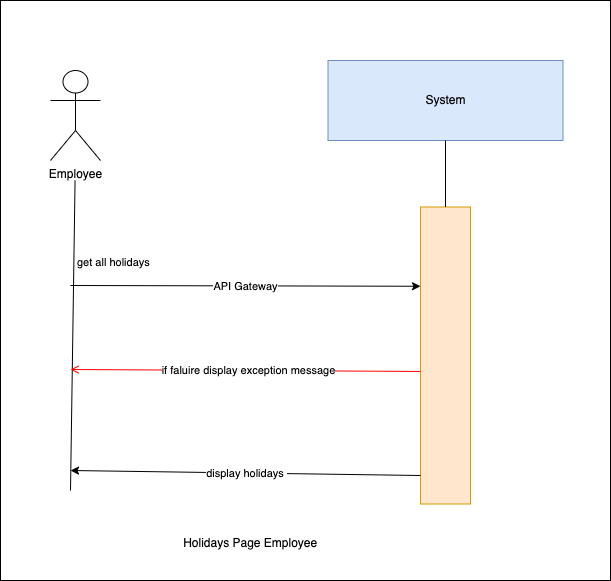 System
Employee
get all holidays
API Gateway
if faluire display exception message
display holidays
Holidays Page Employee